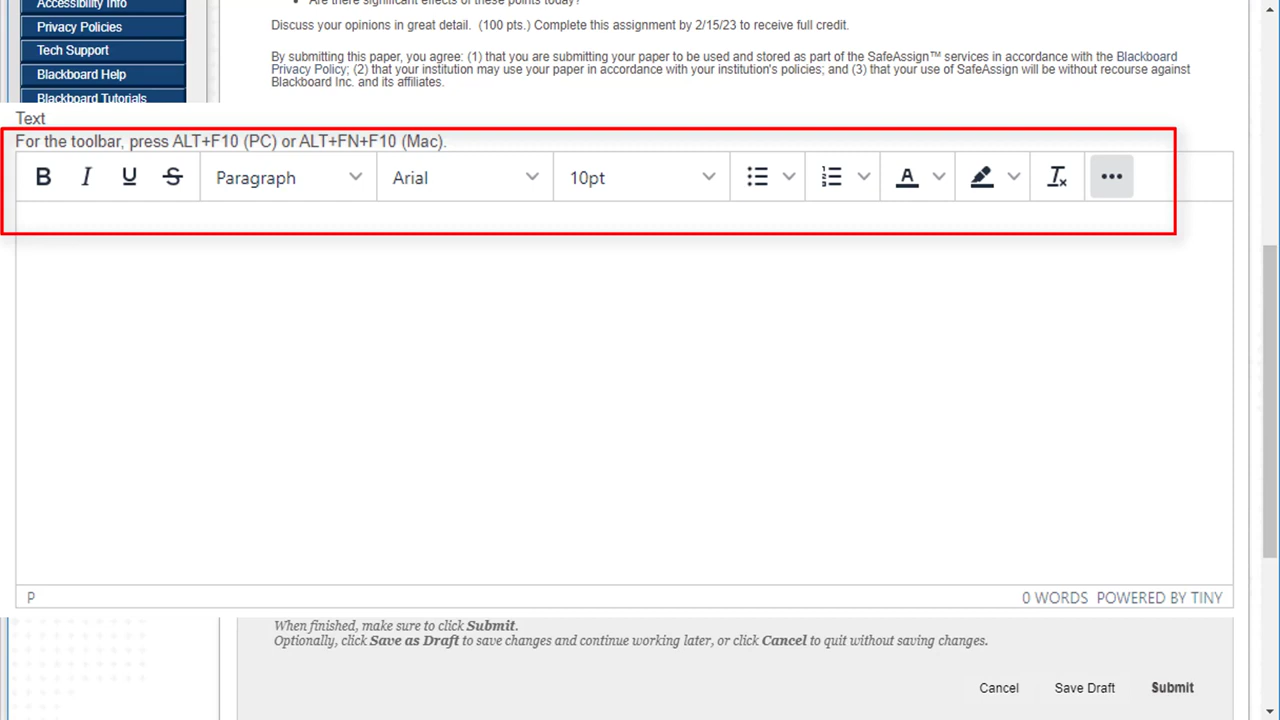 Accessibility Info
Privacy Policies
Tech Support
Blackboard Help
Blackboard Tutorials
Are there significant effects of these points today?
Discuss your opinions in great detail. (100 pts.) Complete this assignment by 2/15/23 to receive full credit.
By submitting this paper, you agree: (1) that you are submitting your paper to be used and stored as part of the SafeAssign™ services in accordance with the Blackboard
Privacy Policy; (2) that your institution may use your paper in accordance with your institution's policies; and (3) that your use of SafeAssign will be without recourse against
Blackboard Inc. and its affiliates.
Text
For the toolbar, press ALT+F10 (PC) or ALT+FN+F10 (Mac).
B I U S Paragraph Arial 10pt A Tx
P 0 WORDS POWERED BY TINY
When finished, make sure to click Submit.
Optionally, click Save as Draft to save changes and continue working later, or click Cancel to quit without saving changes.
Cancel Save Draft Submit